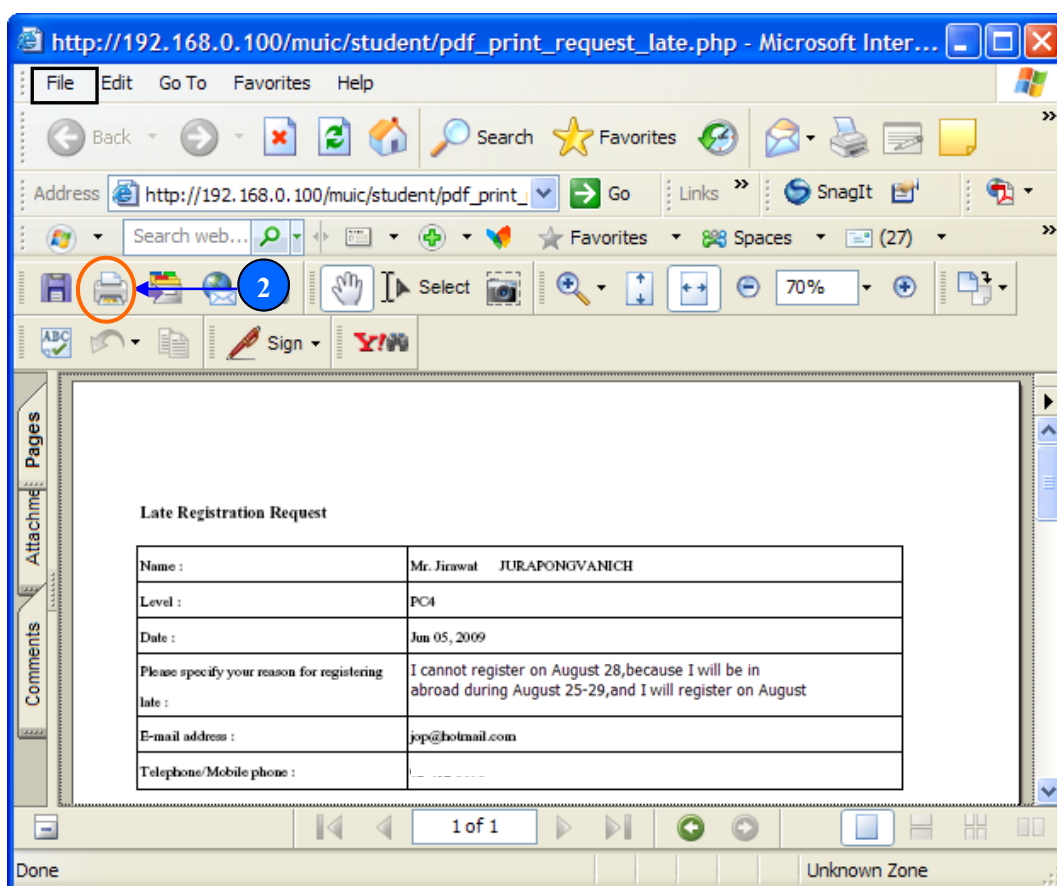 http://192.168.0.100/muic/student/pdf_print_request_late.php - Microsoft Inter...
File Edit Go To Favorites Help
Back Search Favorites
Address http://192.168.0.100/muic/student/pdf_print_ Go Links SnagIt
Search web... Favorites Spaces (27)
2 Select 70%
ABC Sign Y!
Pages
Attachme
Comments
Late Registration Request
Name : Mr. Jirawat JURAPONGVANICH
Level : PC4
Date : Jun 05, 2009
Please specify your reason for registering
late :
I cannot register on August 28,because I will be in
abroad during August 25-29,and I will register on August
E-mail address : jop@hotmail.com
Telephone/Mobile phone :
1 of 1
Done Unknown Zone